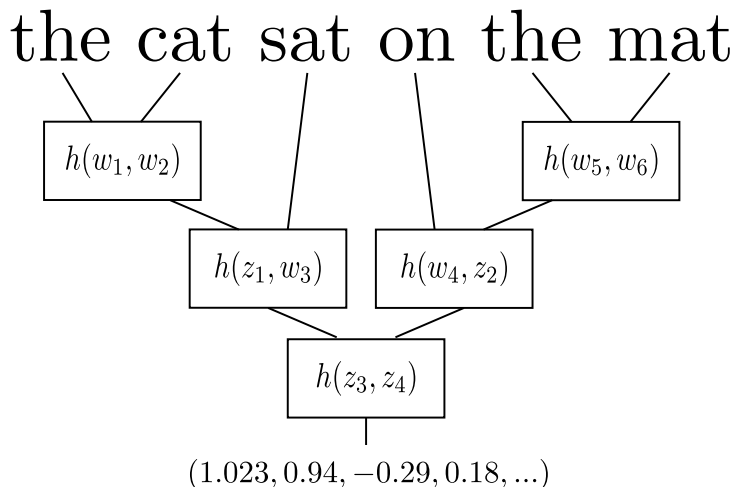 the cat sat on the mat
h(w₁, w₂) h(w₅, w₆)
h(z₁, w₃) h(w₄, z₂)
h(z₃, z₄)
(1.023, 0.94, −0.29, 0.18, ...)